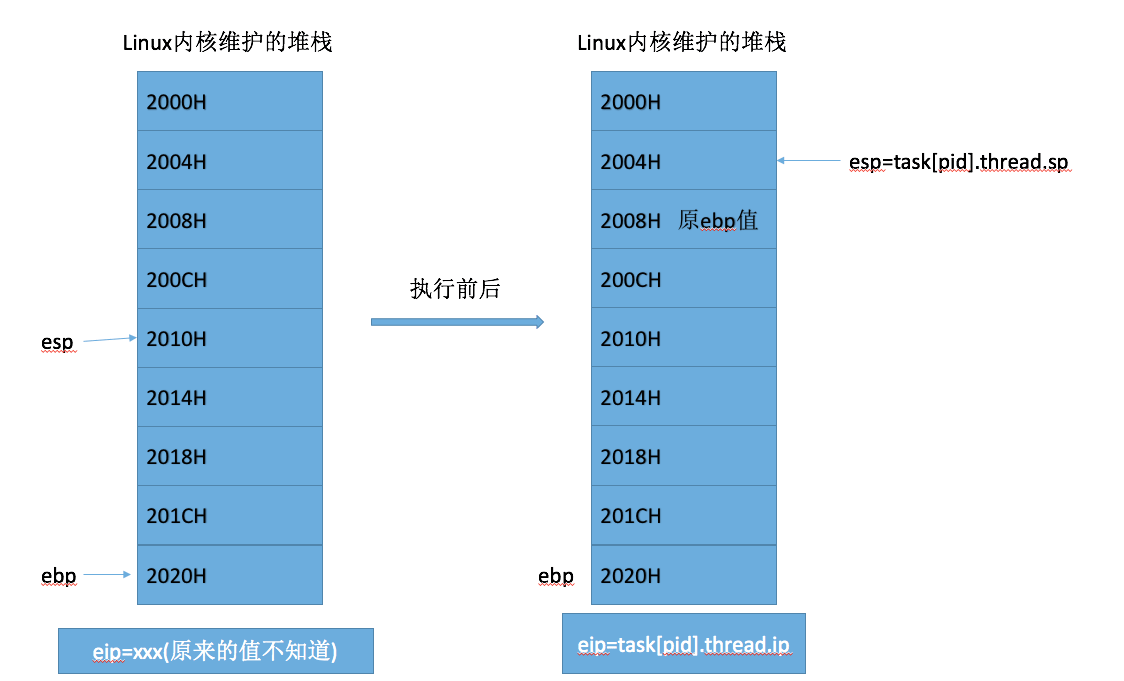 Linux内核维护的堆栈
2000H
2004H
2008H
200CH
esp
2010H
2014H
2018H
201CH
ebp
2020H
eip=xxx(原来的值不知道)
执行前后
Linux内核维护的堆栈
2000H
2004H
esp=task[pid].thread.sp
2008H 原ebp值
200CH
2010H
2014H
2018H
201CH
ebp
2020H
eip=task[pid].thread.ip